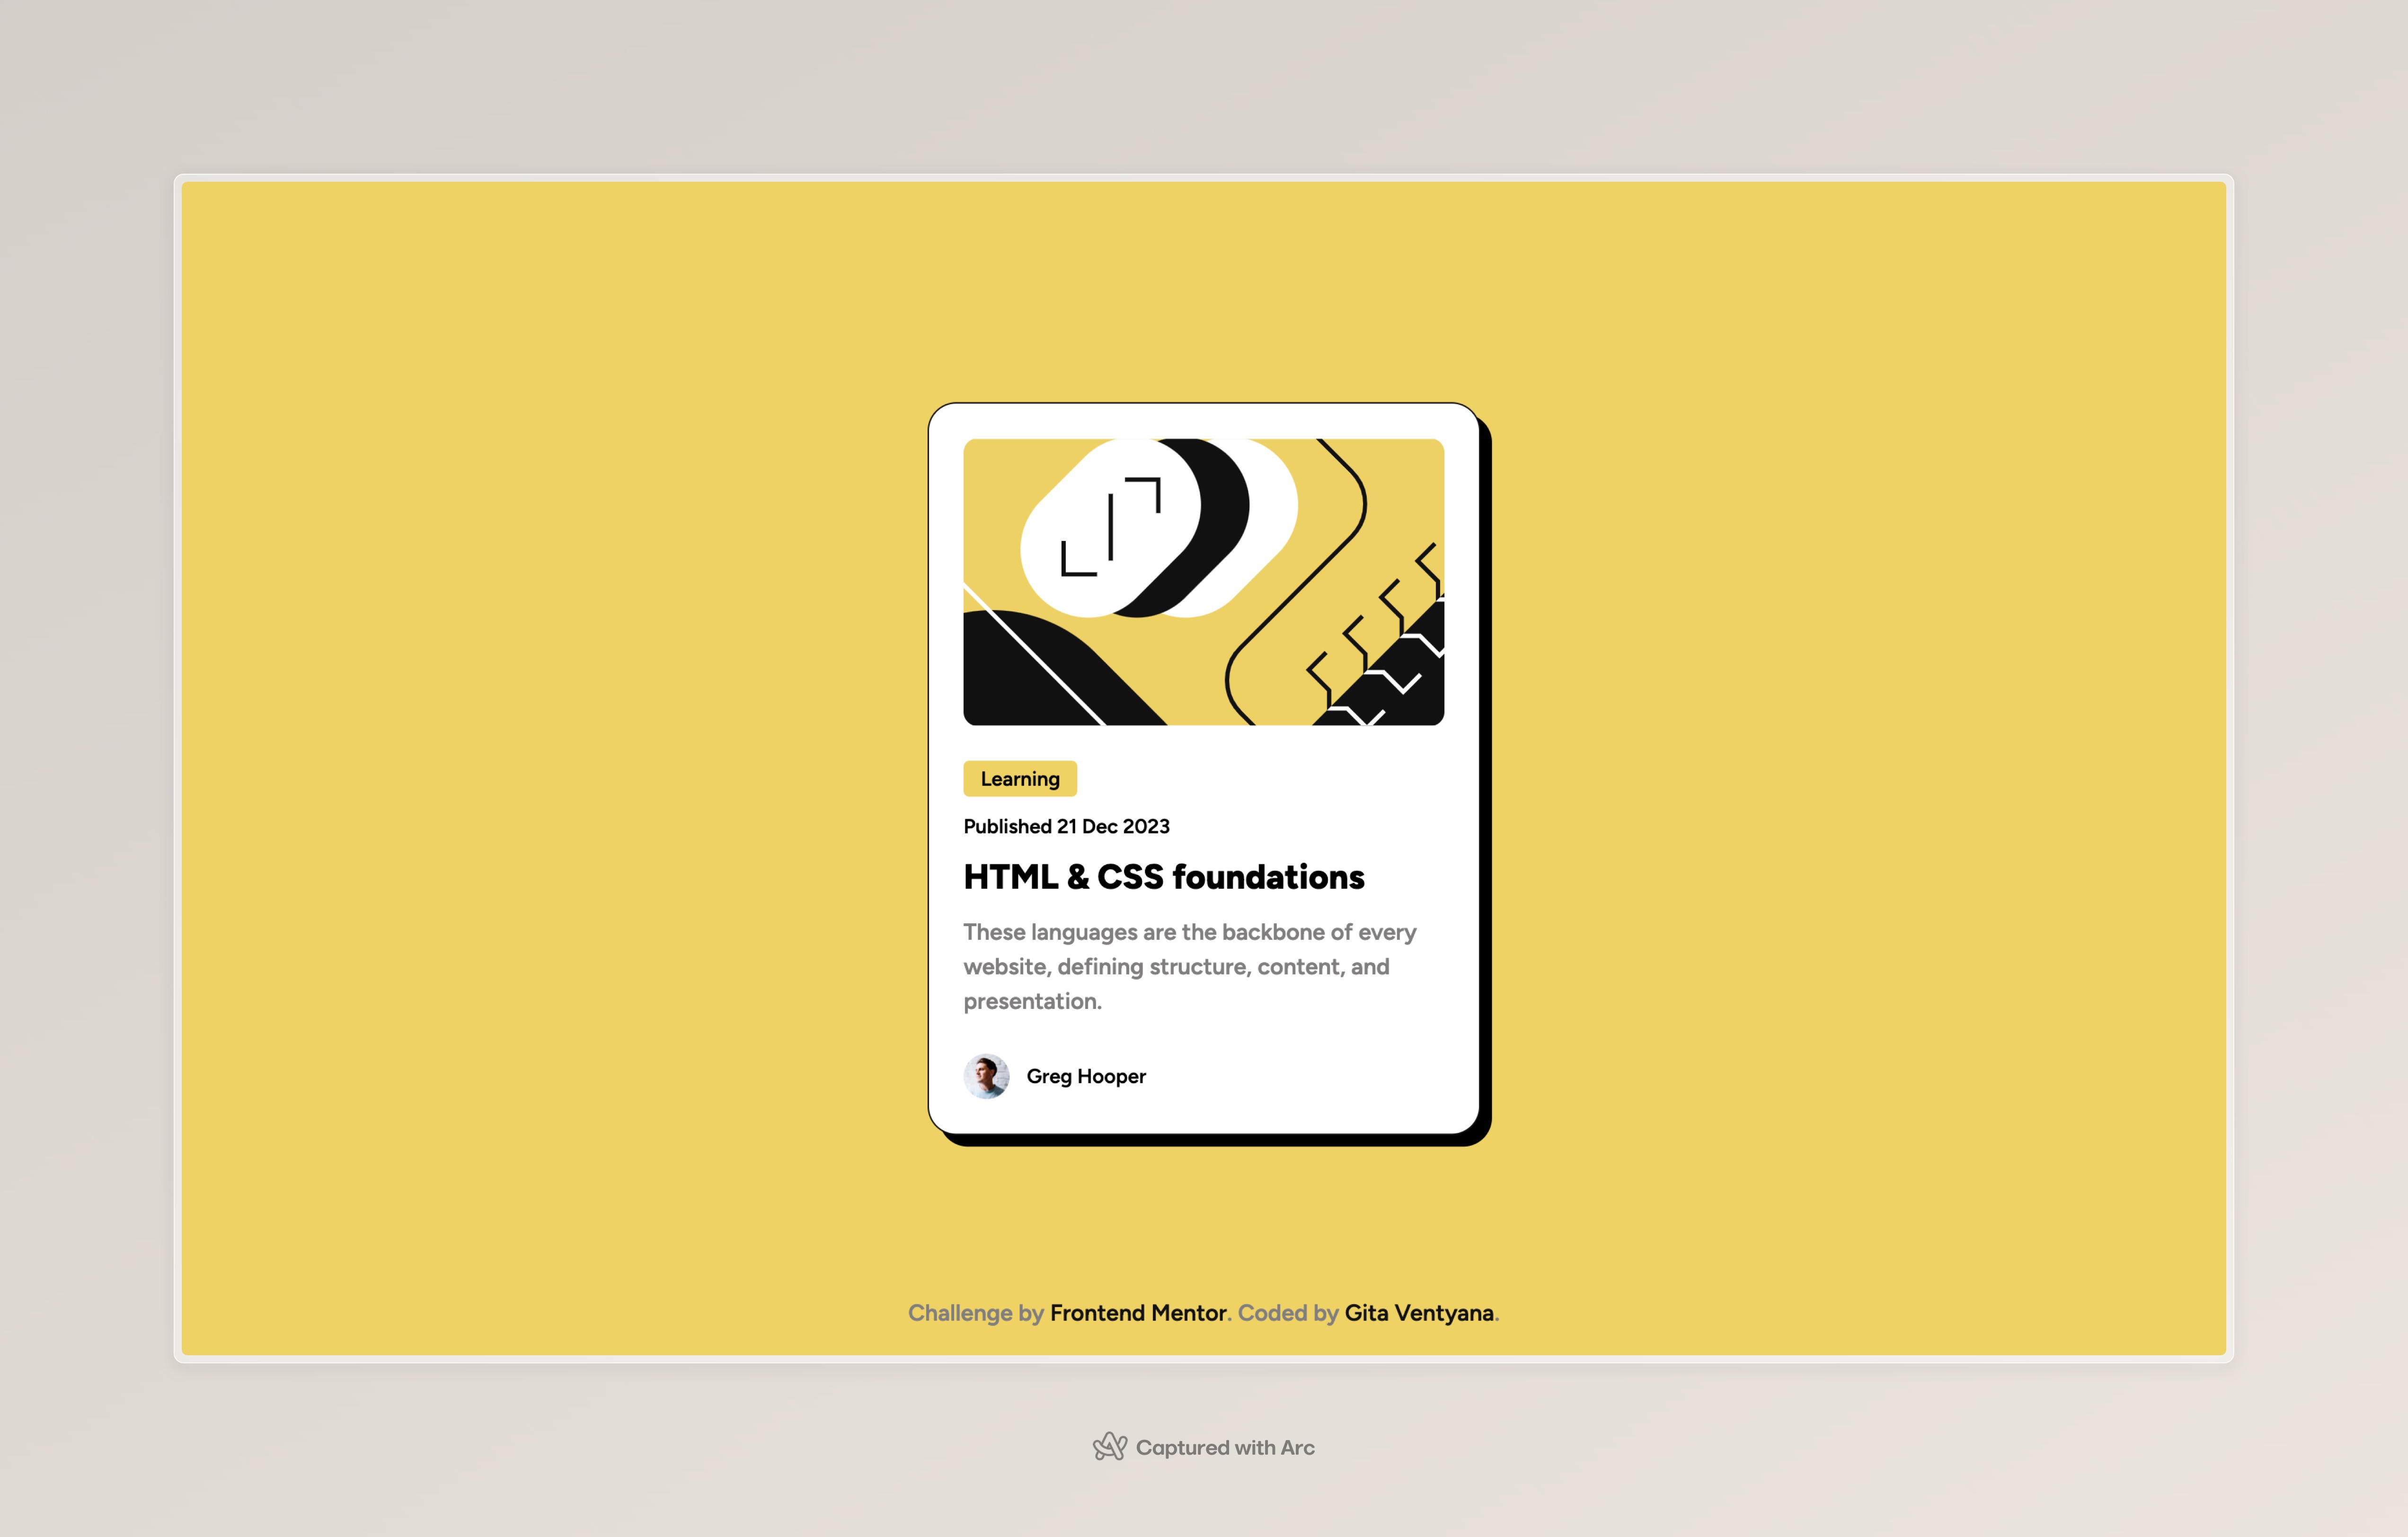 Learning
Published 21 Dec 2023
HTML & CSS foundations
These languages are the backbone of every
website, defining structure, content, and
presentation.
Greg Hooper
Challenge by Frontend Mentor. Coded by Gita Ventyana.
Captured with Arc